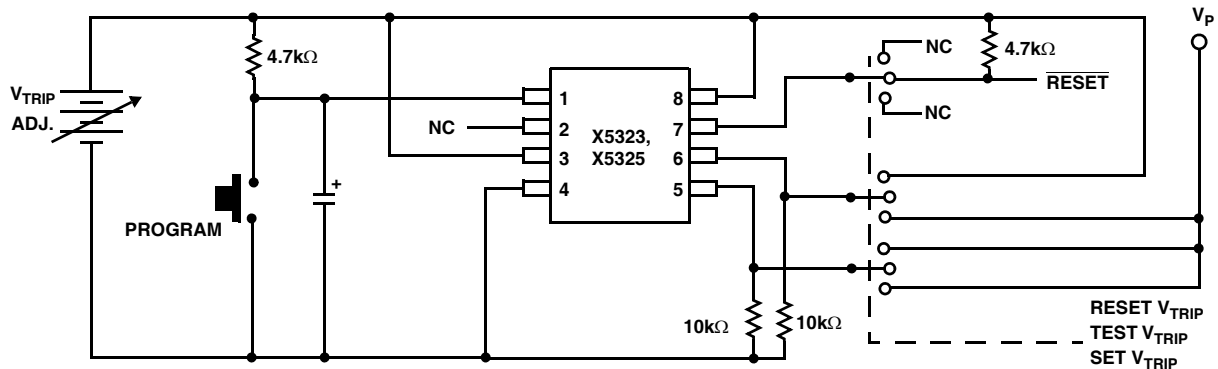 V_P
4.7kΩ
NC
4.7kΩ
RESET
NC
V_TRIP
ADJ.
NC
1
2
3
4
X5323,
X5325
8
7
6
5
+
PROGRAM
10kΩ
10kΩ
RESET V_TRIP
TEST V_TRIP
SET V_TRIP